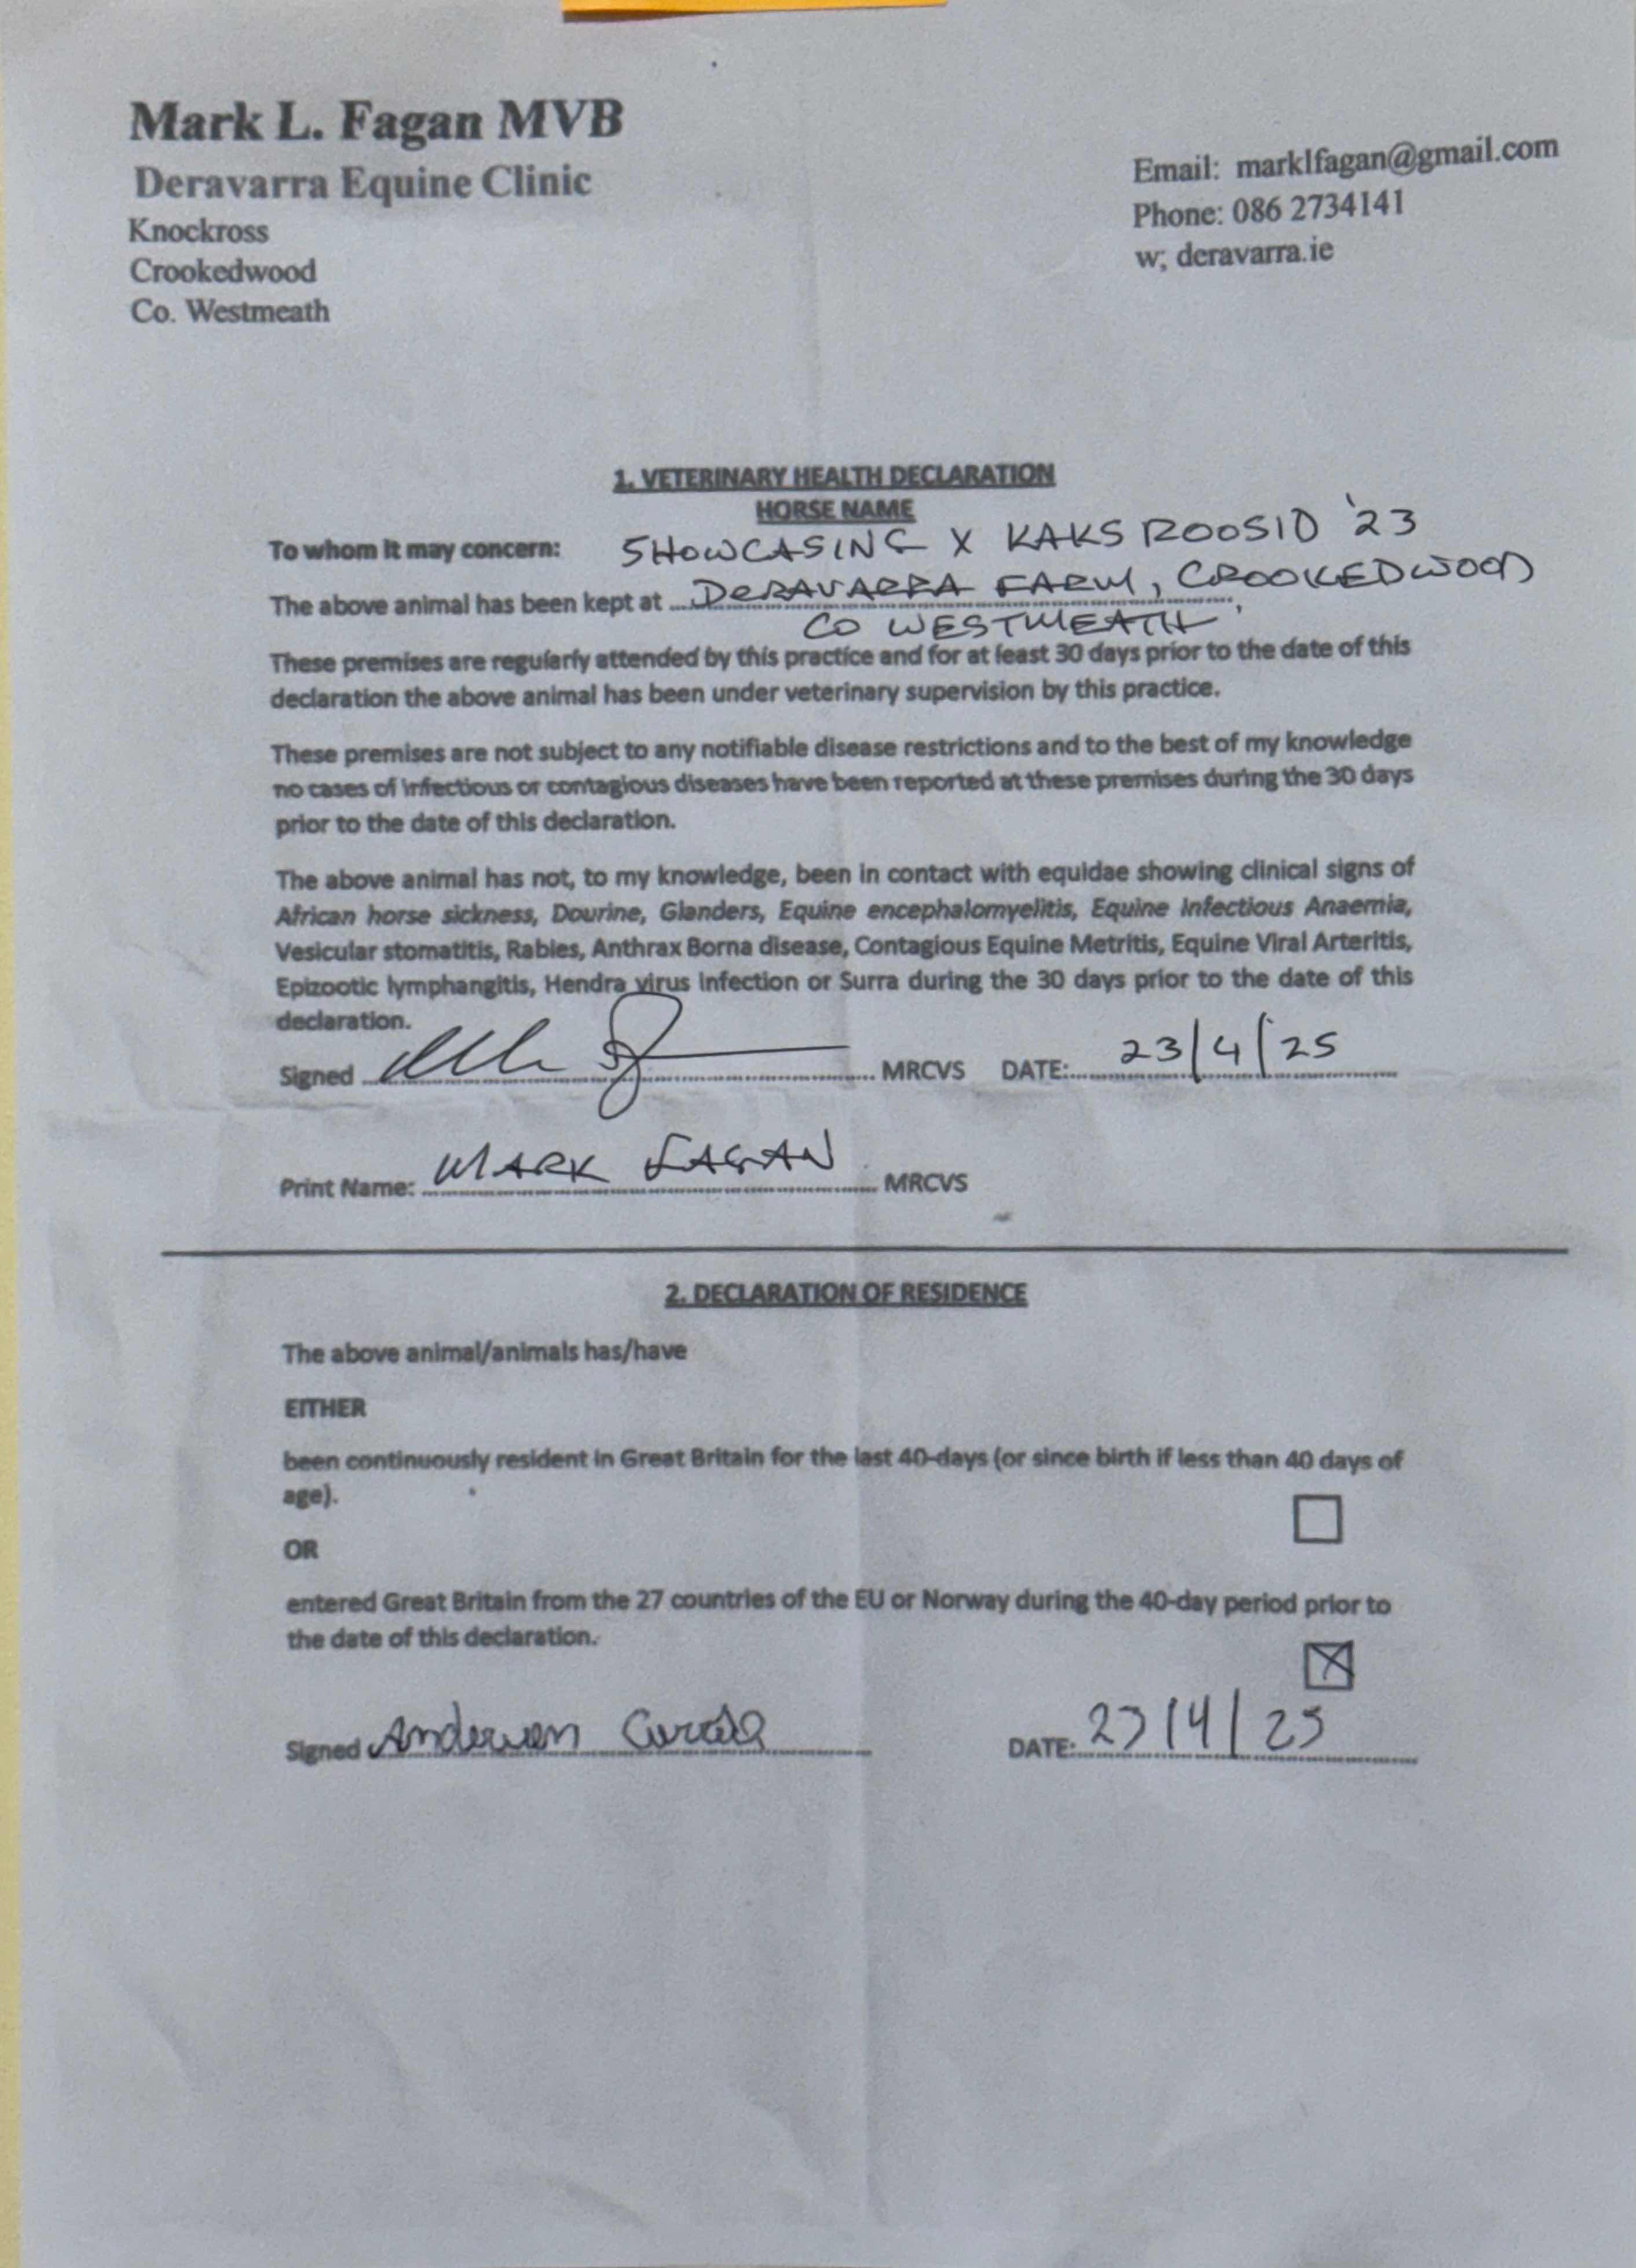 Mark L. Fagan MVB
Deravarra Equine Clinic
Knockross
Crookedwood
Co. Westmeath
Email: marklfagan@gmail.com
Phone: 086 2734141
w; deravarra.ie
1. VETERINARY HEALTH DECLARATION
HORSE NAME
To whom it may concern: SHOWCASING X KAKS ROOSID '23
The above animal has been kept at DERAVARRA FARM, CROOKEDWOOD,
CO WESTMEATH
These premises are regularly attended by this practice and for at least 30 days prior to the date of this
declaration the above animal has been under veterinary supervision by this practice.
These premises are not subject to any notifiable disease restrictions and to the best of my knowledge
no cases of infectious or contagious diseases have been reported at these premises during the 30 days
prior to the date of this declaration.
The above animal has not, to my knowledge, been in contact with equidae showing clinical signs of
African horse sickness, Dourine, Glanders, Equine encephalomyelitis, Equine Infectious Anaemia,
Vesicular stomatitis, Rabies, Anthrax Borna disease, Contagious Equine Metritis, Equine Viral Arteritis,
Epizootic lymphangitis, Hendra virus infection or Surra during the 30 days prior to the date of this
declaration.
Signed MRCVS DATE: 23/4/25
Print Name: MARK FAGAN MRCVS
2. DECLARATION OF RESIDENCE
The above animal/animals has/have
EITHER
been continuously resident in Great Britain for the last 40-days (or since birth if less than 40 days of
age).
OR
entered Great Britain from the 27 countries of the EU or Norway during the 40-day period prior to
the date of this declaration.
Signed DATE: 23/4/25